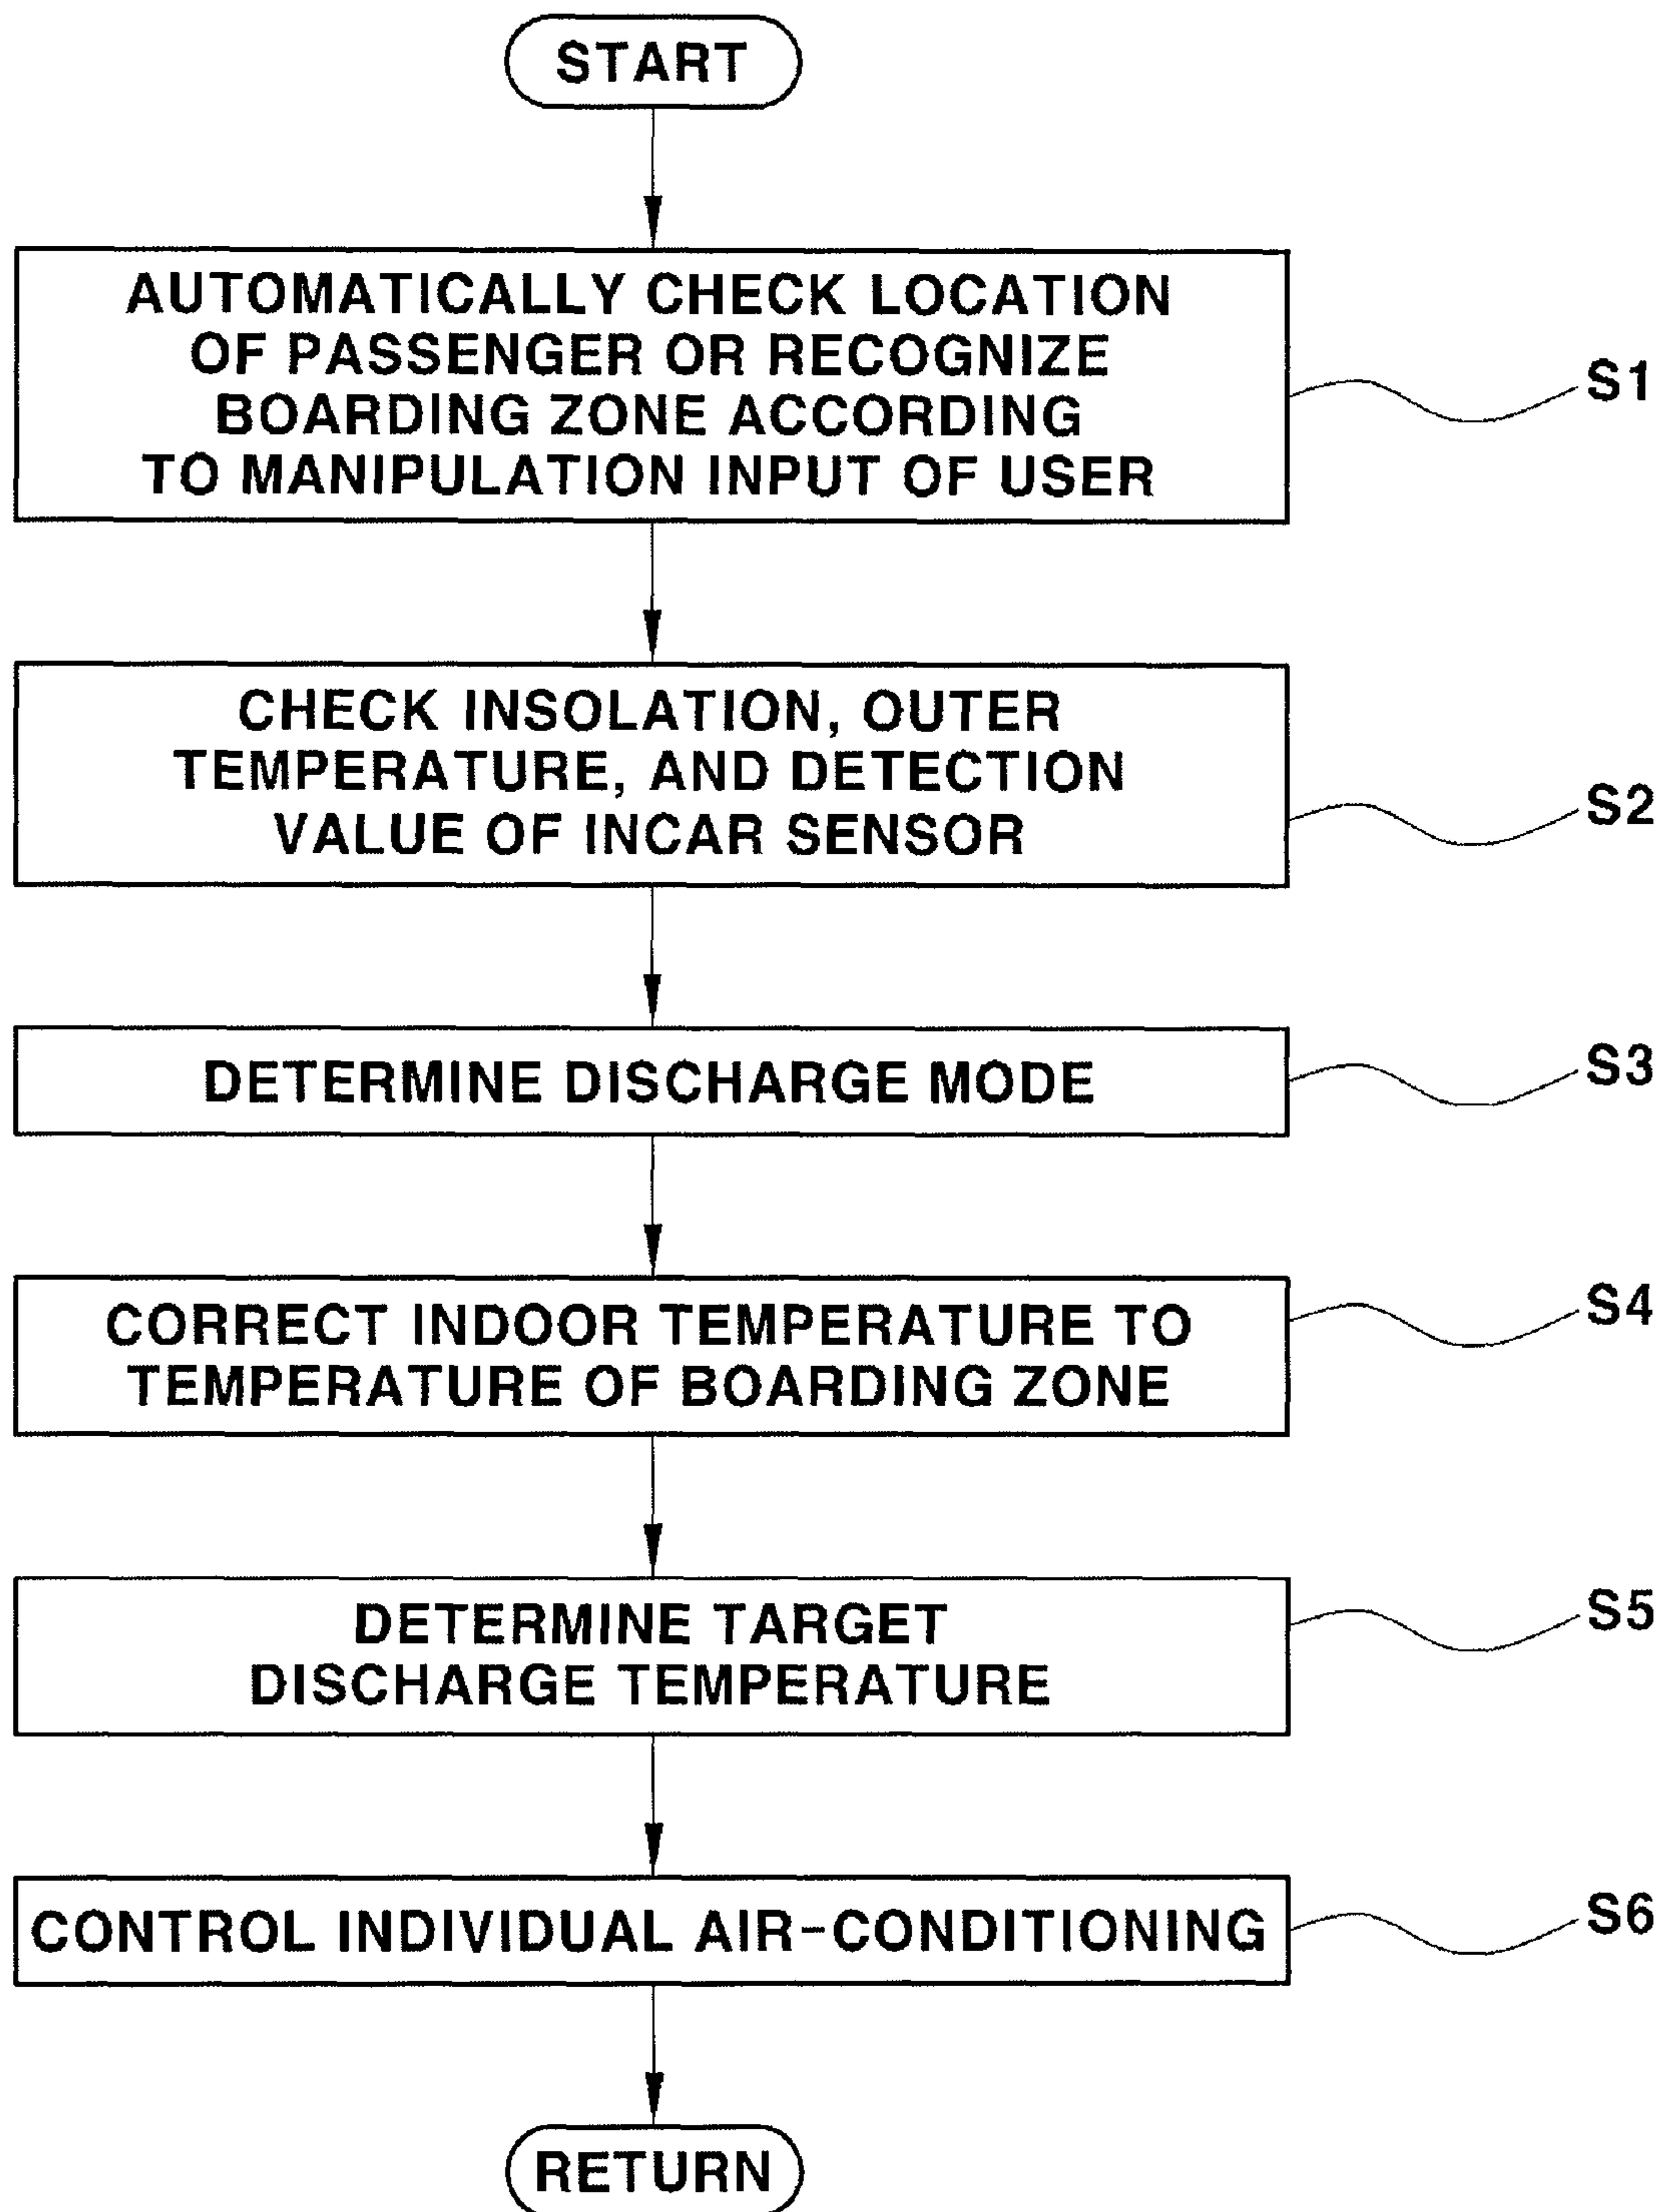 START
AUTOMATICALLY CHECK LOCATION
OF PASSENGER OR RECOGNIZE
BOARDING ZONE ACCORDING
TO MANIPULATION INPUT OF USER
S1
CHECK INSOLATION, OUTER
TEMPERATURE, AND DETECTION
VALUE OF INCAR SENSOR
S2
DETERMINE DISCHARGE MODE
S3
CORRECT INDOOR TEMPERATURE TO
TEMPERATURE OF BOARDING ZONE
S4
DETERMINE TARGET
DISCHARGE TEMPERATURE
S5
CONTROL INDIVIDUAL AIR-CONDITIONING
S6
RETURN